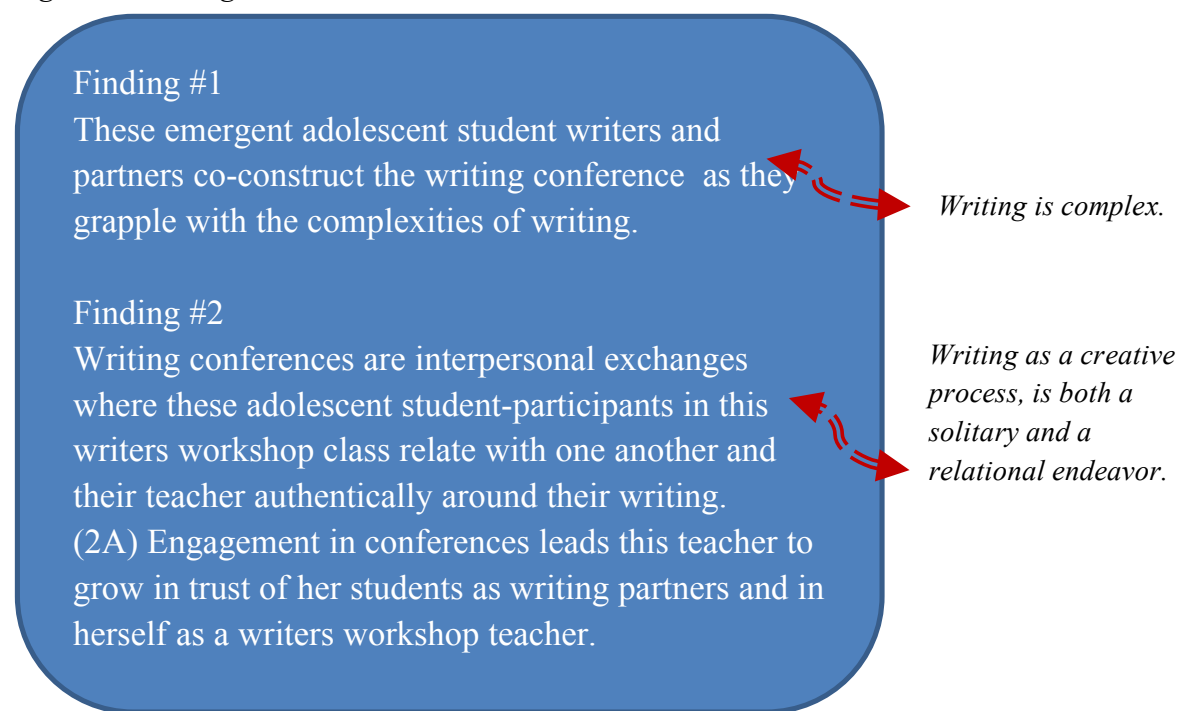 Finding #1
These emergent adolescent student writers and
partners co-construct the writing conference  as they
grapple with the complexities of writing.
Writing is complex.
Finding #2
Writing conferences are interpersonal exchanges
where these adolescent student-participants in this
writers workshop class relate with one another and
their teacher authentically around their writing.
(2A) Engagement in conferences leads this teacher to
grow in trust of her students as writing partners and in
herself as a writers workshop teacher.
Writing as a creative
process, is both a
solitary and a
relational endeavor.